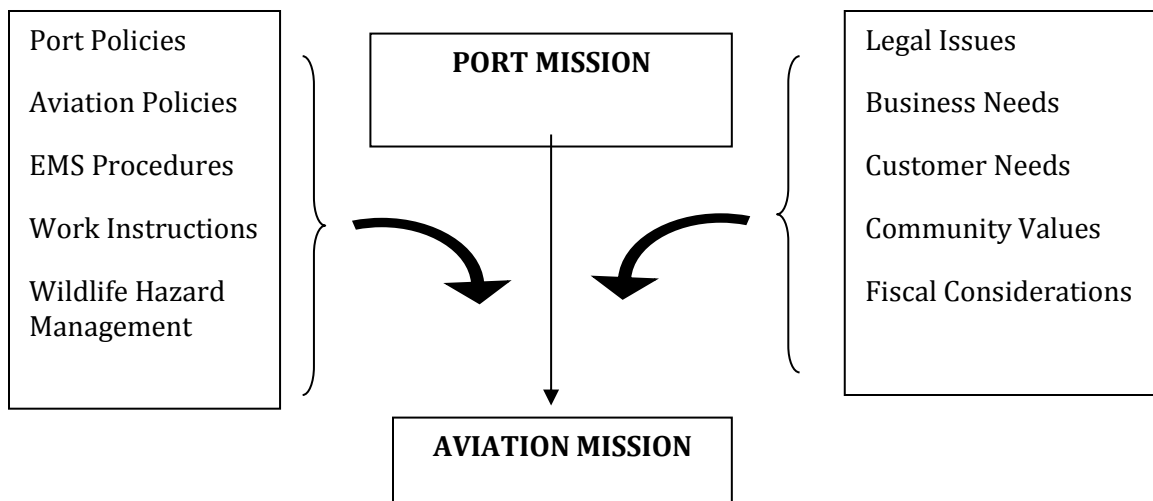 Port Policies
Aviation Policies
EMS Procedures
Work Instructions
Wildlife Hazard
Management
PORT MISSION
Legal Issues
Business Needs
Customer Needs
Community Values
Fiscal Considerations
AVIATION MISSION